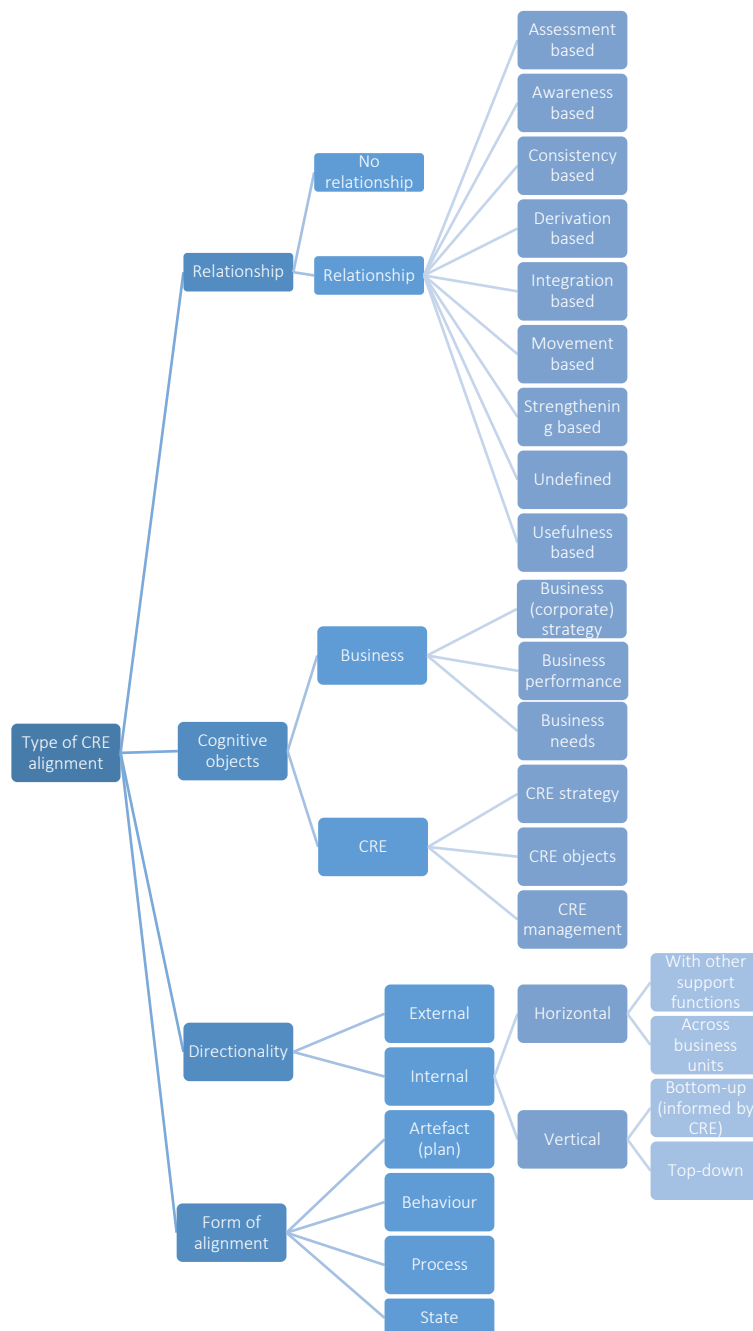 Assessment
based
Awareness
based
No
relationship
Consistency
based
Derivation
based
Relationship
Relationship
Integration
based
Movement
based
Strengthenin
g based
Undefined
Usefulness
based
Business
(corporate)
strategy
Business
Business
performance
Business
needs
Type of CRE
alignment
Cognitive
objects
CRE strategy
CRE
CRE objects
CRE
management
With other
support
functions
External
Horizontal
Across
business
units
Directionality
Internal
Bottom-up
(informed by
CRE)
Artefact
(plan)
Vertical
Top-down
Behaviour
Form of
alignment
Process
State